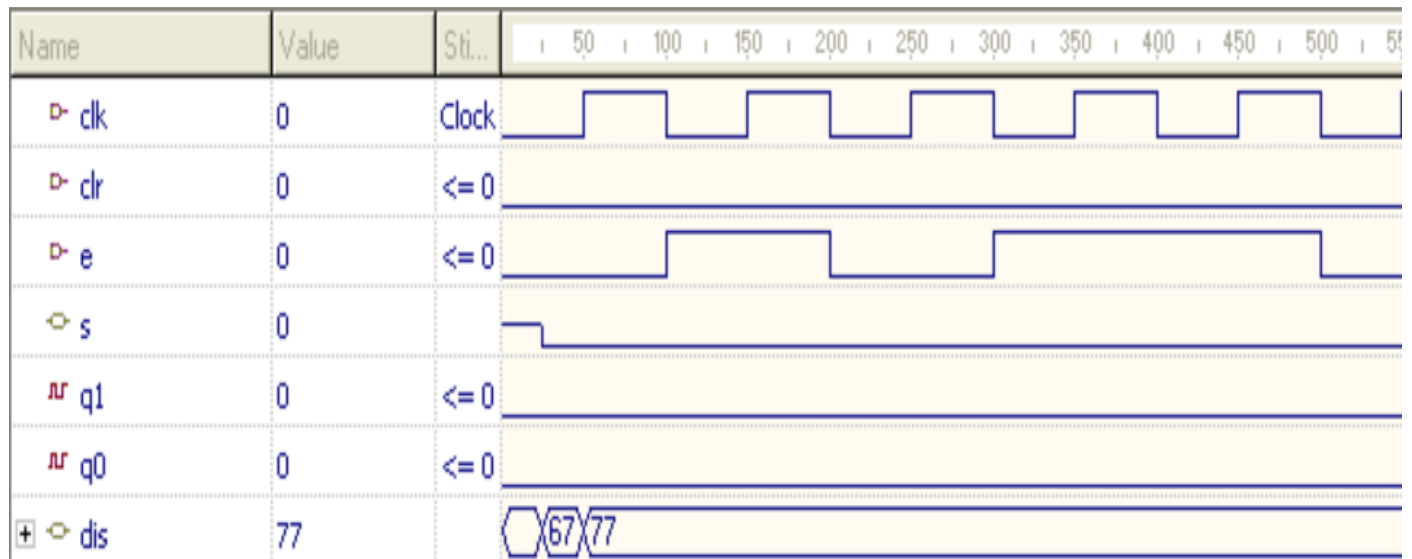 Name Value Sti... 50 100 150 200 250 300 350 400 450 500 55
clk 0 Clock
clr 0 <= 0
e 0 <= 0
s 0
q1 0 <= 0
q0 0 <= 0
dis 77 67 77